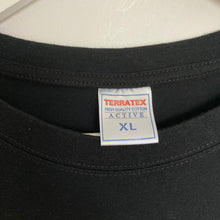 TERRATEX
HIGH QUALITY COTTON
ACTIVE
XL